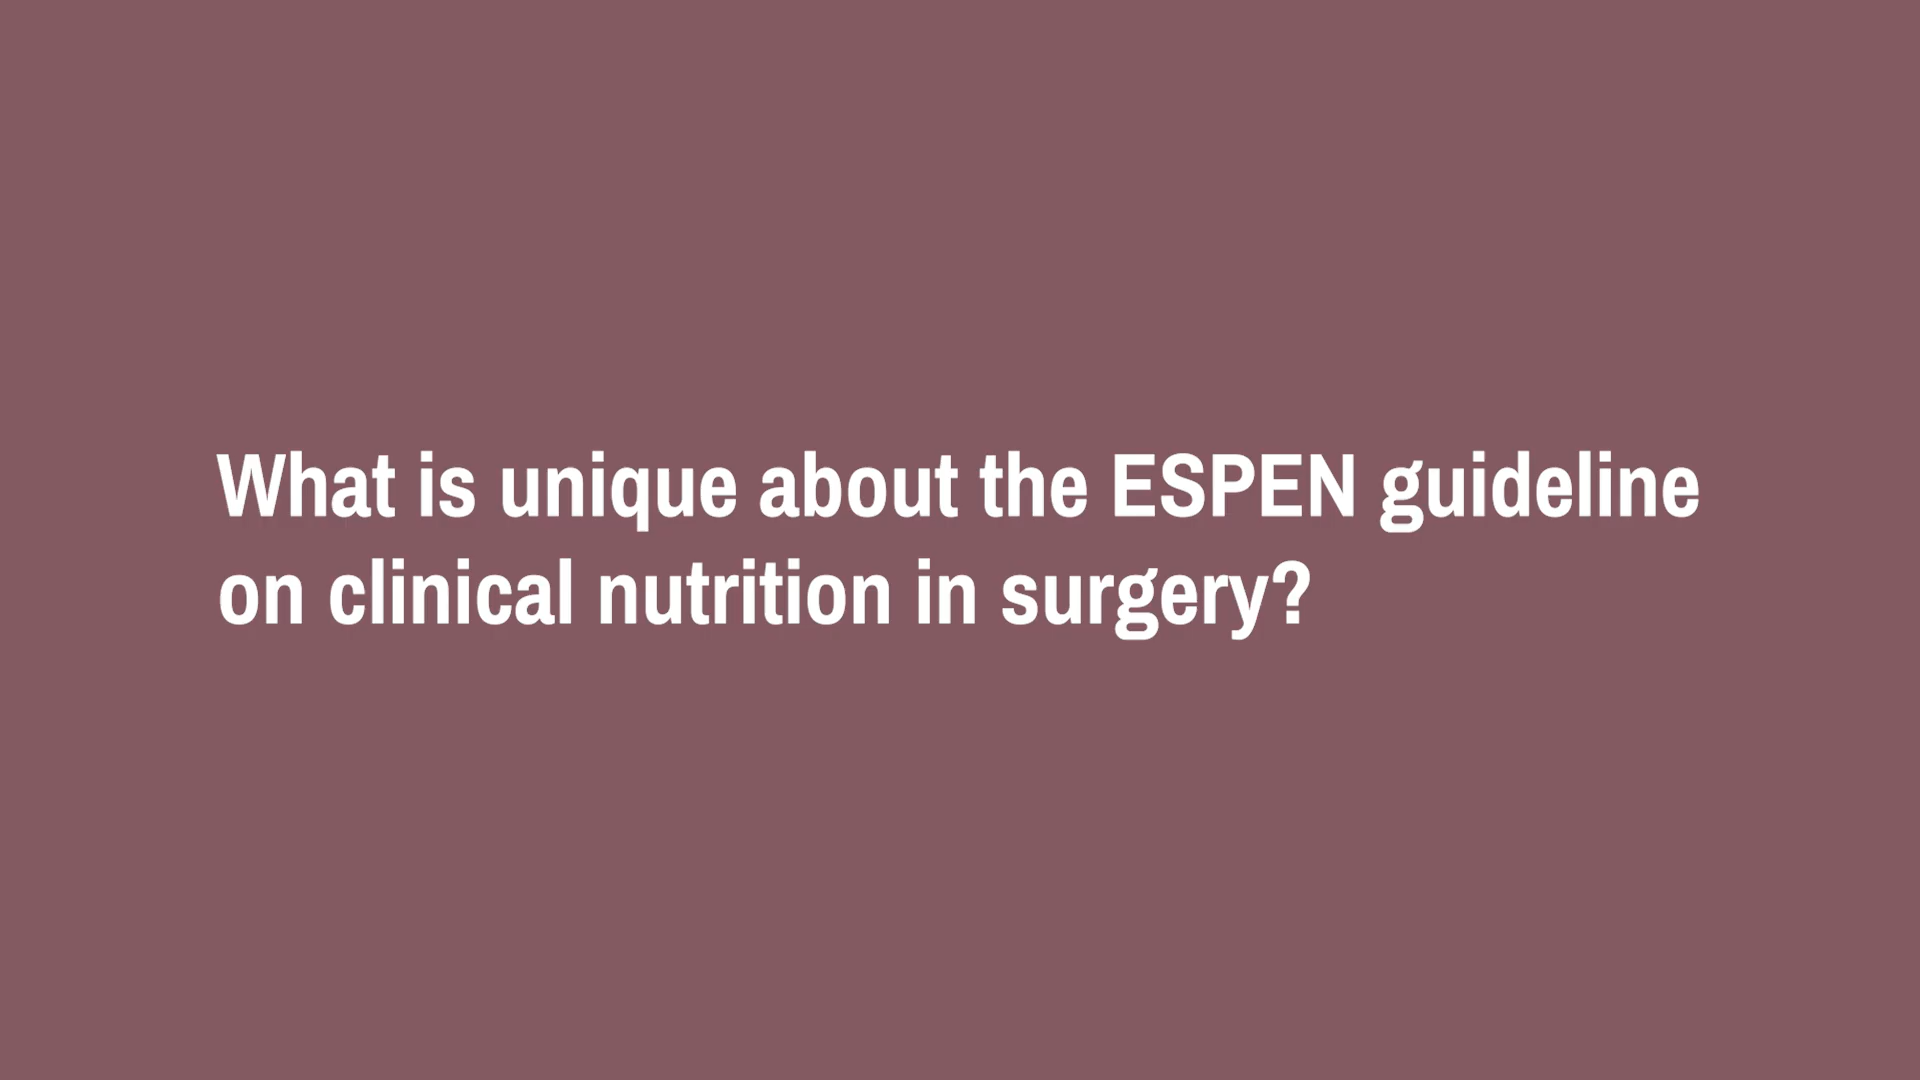 What is unique about the ESPEN guideline
on clinical nutrition in surgery?